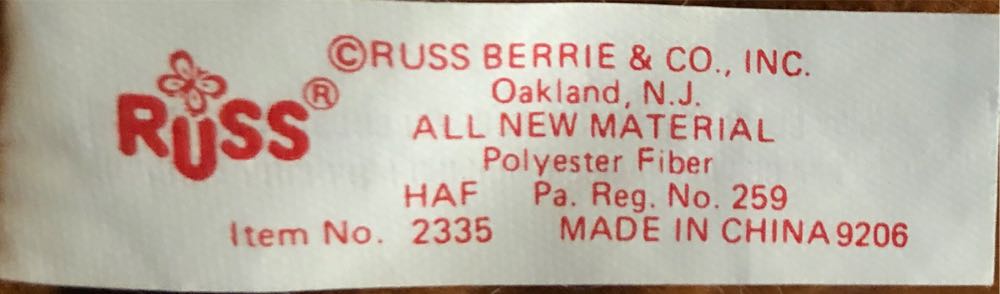 RUSS®
©RUSS BERRIE & CO., INC.
Oakland, N.J.
ALL NEW MATERIAL
Polyester Fiber
HAF Pa. Reg. No. 259
Item No. 2335 MADE IN CHINA 9206